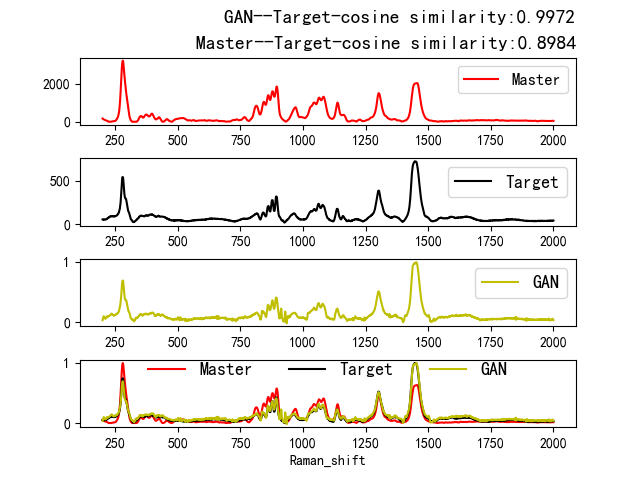 GAN--Target-cosine similarity:0.9972
Master--Target-cosine similarity:0.8984
2000
0
Master
250 500 750 1000 1250 1500 1750 2000
500
0
Target
250 500 750 1000 1250 1500 1750 2000
1
0
GAN
250 500 750 1000 1250 1500 1750 2000
1
0
Master Target GAN
250 500 750 1000 1250 1500 1750 2000
Raman_shift